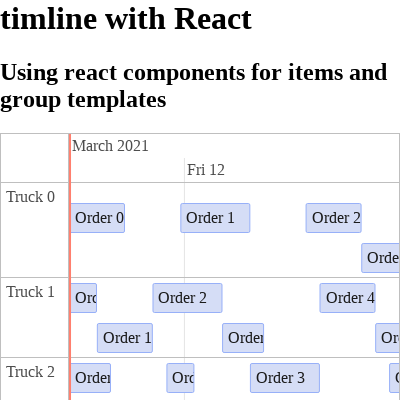 timline with React
Using react components for items and
group templates
March 2021
Fri 12
Truck 0
Order 0
Order 1
Order 2
Orde
Truck 1
Ord
Order 2
Order 4
Order 1
Order
Or
Truck 2
Order
Ord
Order 3